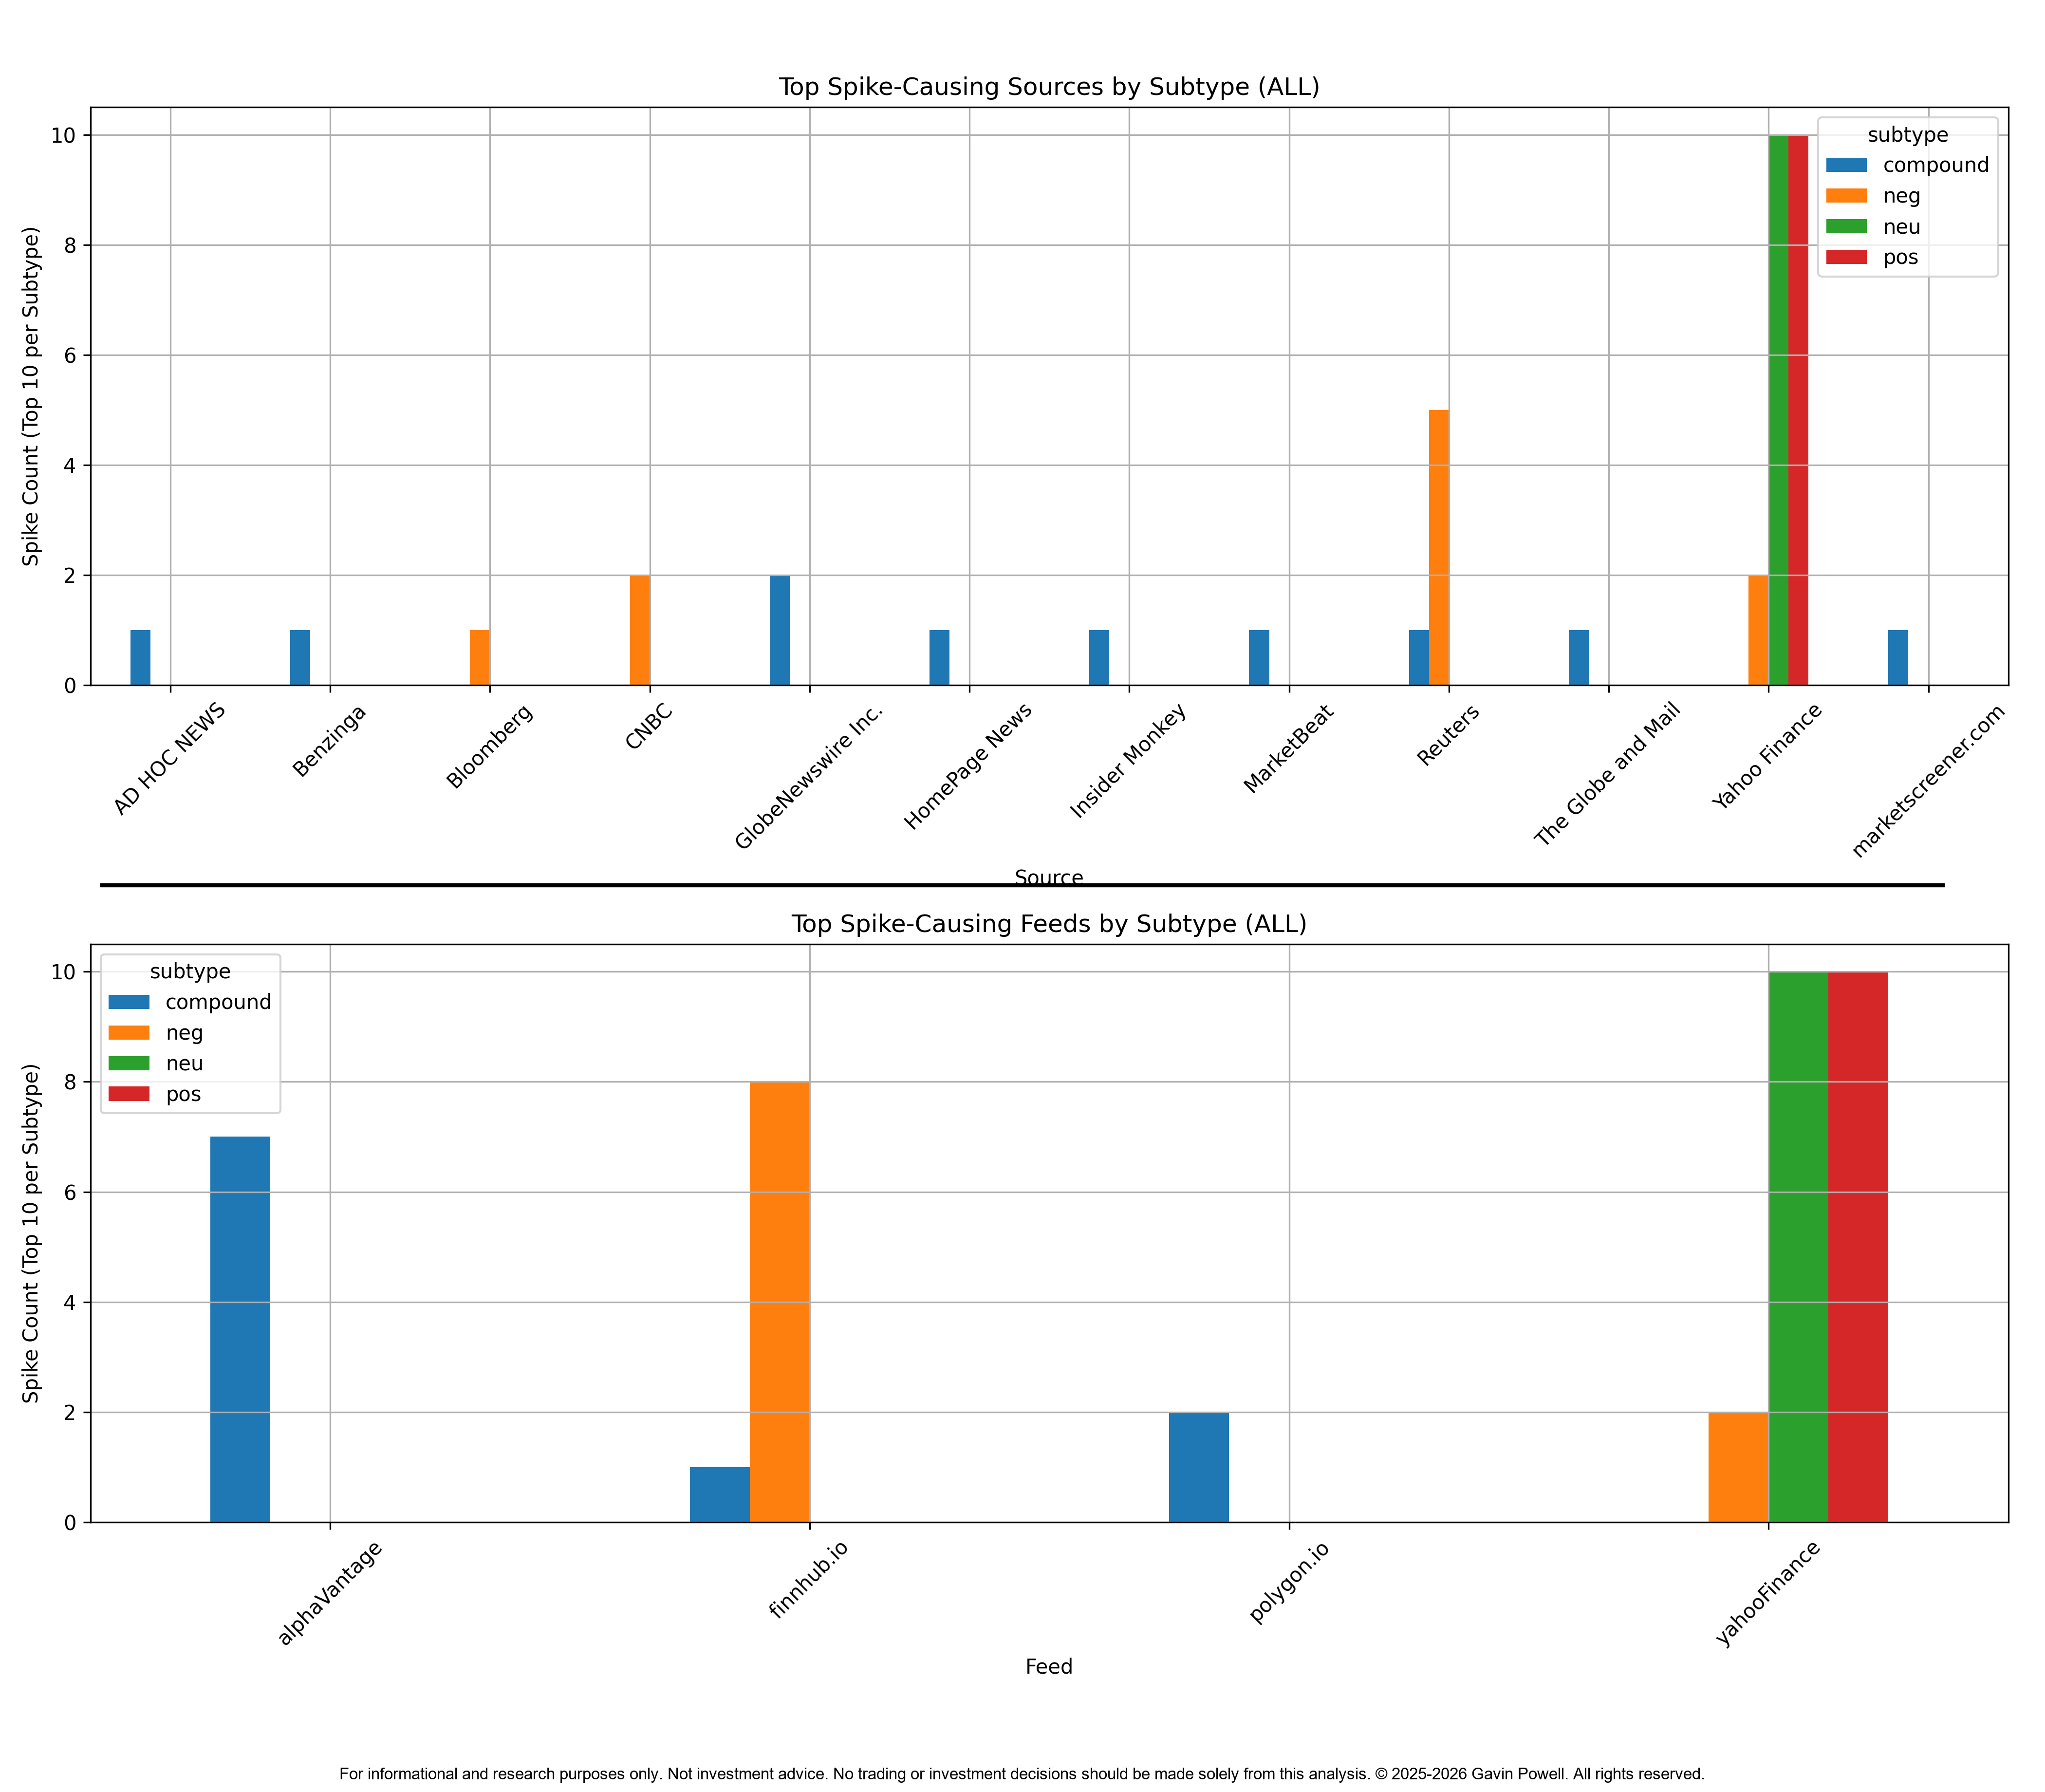 Top Spike-Causing Sources by Subtype (ALL)
Spike Count (Top 10 per Subtype)
10
8
6
4
2
0
subtype
compound
neg
neu
pos
AD HOC NEWS
Benzinga
Bloomberg
CNBC
GlobeNewswire Inc.
HomePage News
Insider Monkey
MarketBeat
Reuters
The Globe and Mail
Yahoo Finance
marketscreener.com
Source
Top Spike-Causing Feeds by Subtype (ALL)
Spike Count (Top 10 per Subtype)
10
8
6
4
2
0
subtype
compound
neg
neu
pos
alphaVantage
finnhub.io
polygon.io
yahooFinance
Feed
For informational and research purposes only. Not investment advice. No trading or investment decisions should be made solely from this analysis. © 2025-2026 Gavin Powell. All rights reserved.